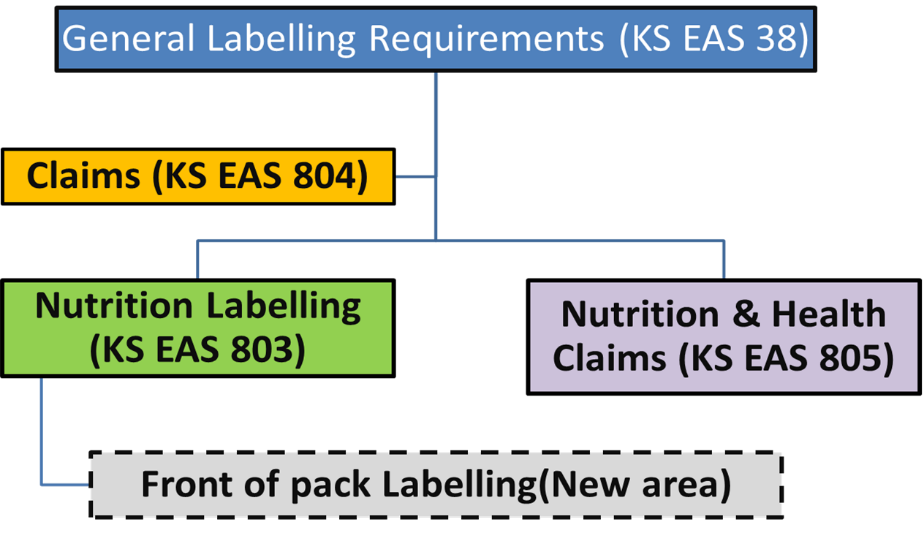 General Labelling Requirements (KS EAS 38)
Claims (KS EAS 804)
Nutrition Labelling
(KS EAS 803)
Nutrition & Health
Claims (KS EAS 805)
Front of pack Labelling(New area)